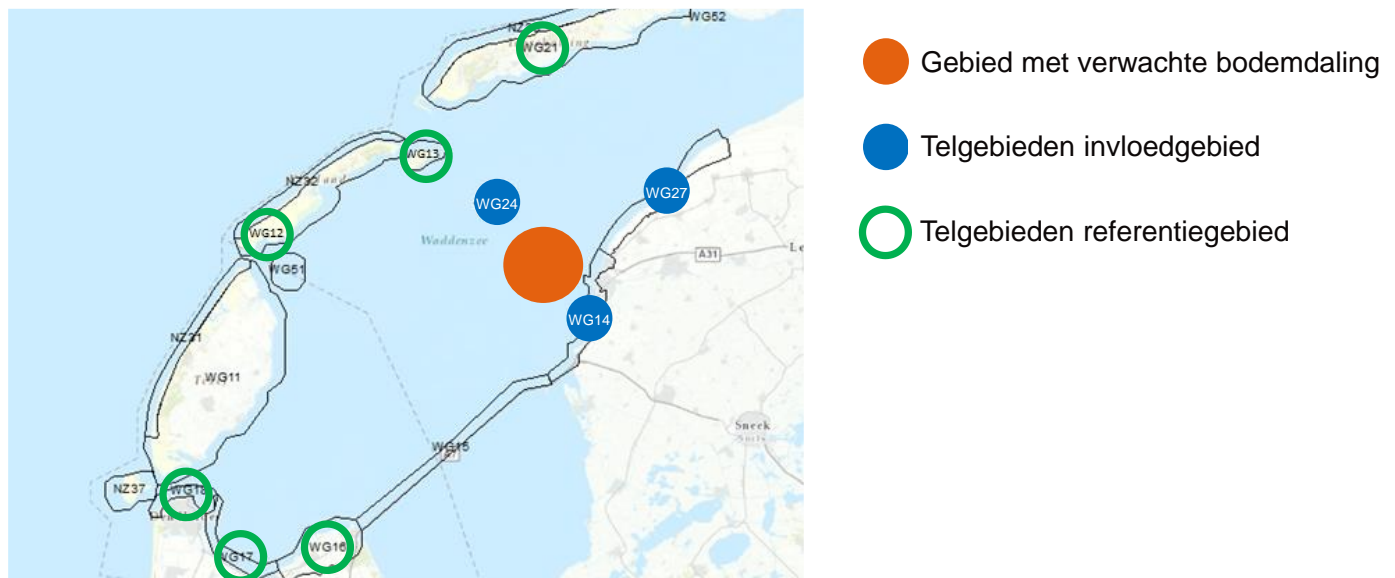 WG52
WG21
Gebied met verwachte bodemdaling
WG13
Telgebieden invloedgebied
NZ32
WG24
WG27
WG12
Waddenzee
Telgebieden referentiegebied
A31
WG51
WG14
NZ31
WG11
Sneek
WG15
NZ37
WG18
WG17
WG16